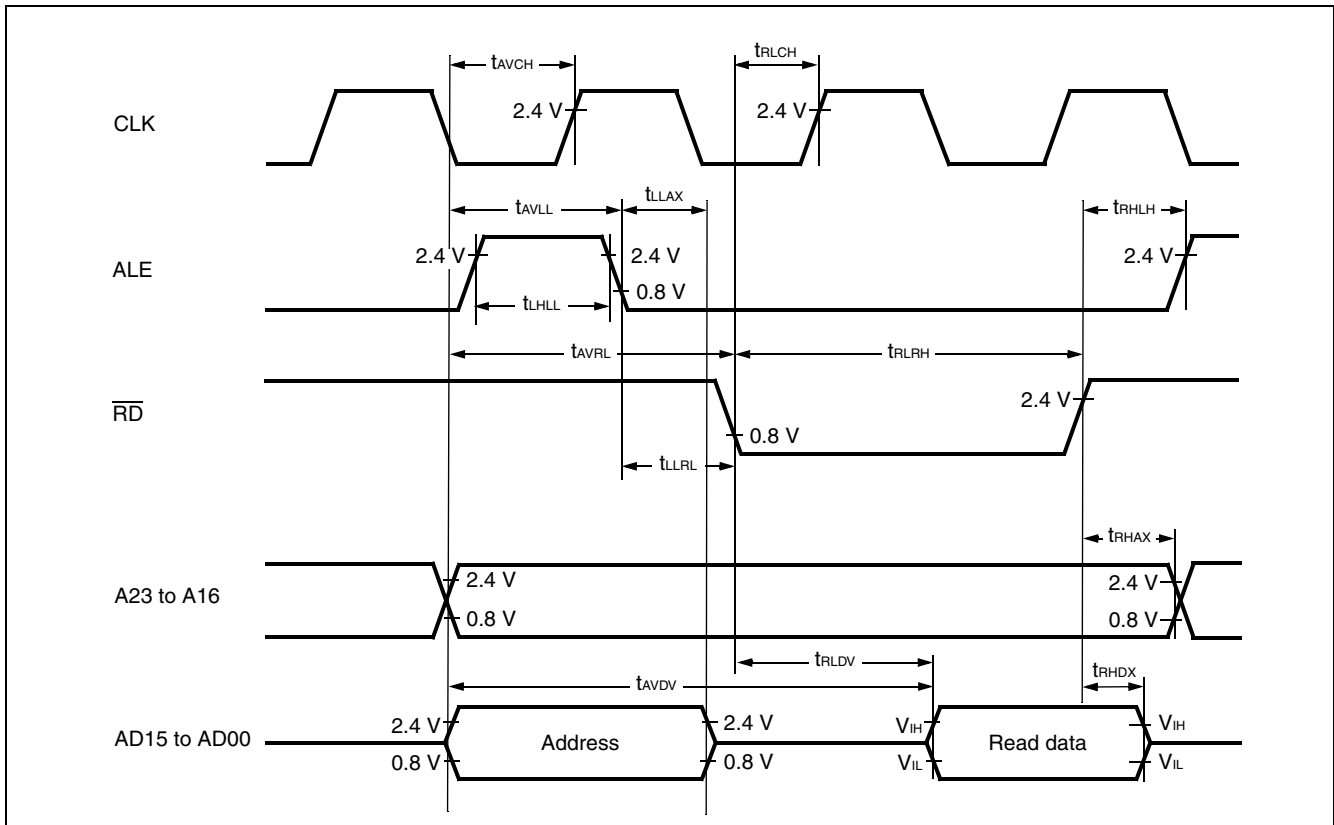 tAVCH
tRLCH
CLK
2.4 V
2.4 V
tAVLL
tLLAX
tRHLH
ALE
2.4 V
2.4 V
0.8 V
2.4 V
tLHLL
tAVRL
tRLRH
RD
2.4 V
0.8 V
tLLRL
tRHAX
A23 to A16
2.4 V
0.8 V
2.4 V
0.8 V
tRLDV
tAVDV
tRHDX
AD15 to AD00
2.4 V
0.8 V
Address
2.4 V
0.8 V
VIH
VIL
Read data
VIH
VIL